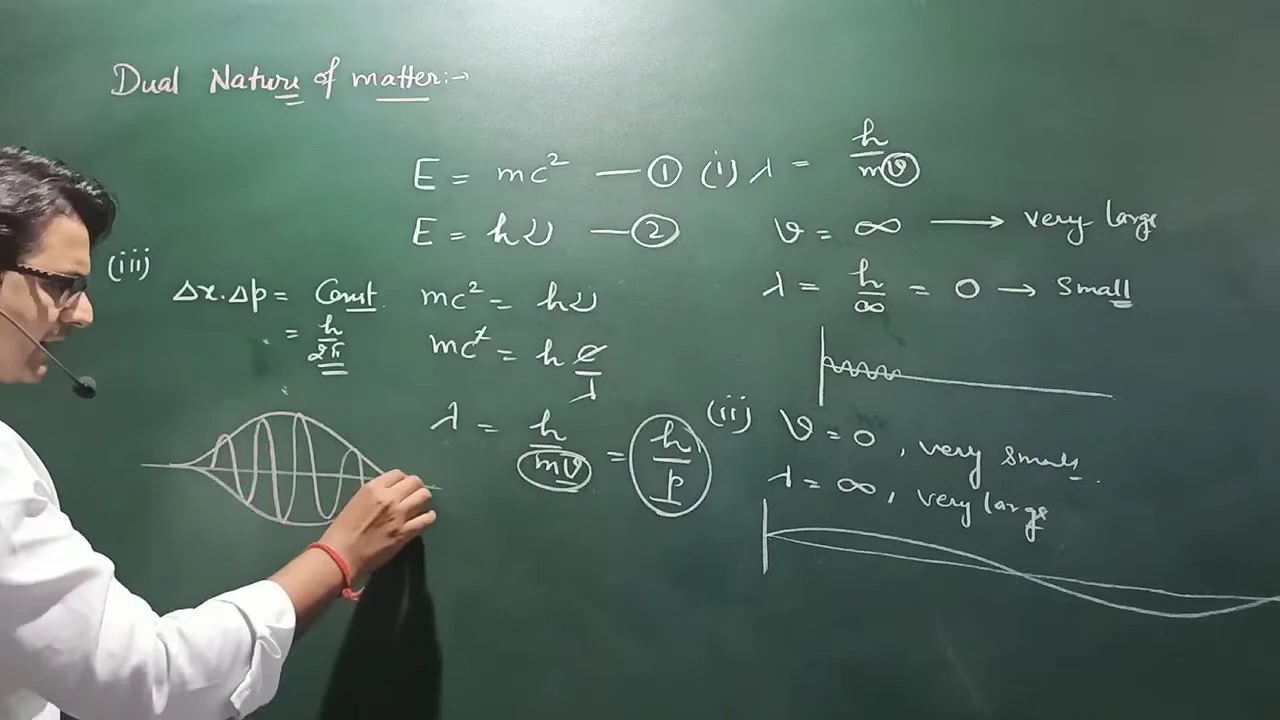 Dual Nature of matter:-
E = mc² — ①
E = hν — ②
mc² = hν
mc² = h c/λ
λ = h/mv = h/p
(i) λ = h/mv
v = ∞ → very large
λ = h/∞ = 0 → Small
(ii) v = 0, very small.
λ = ∞, very large
(iii)
Δx.Δp = Const.
= h/2π